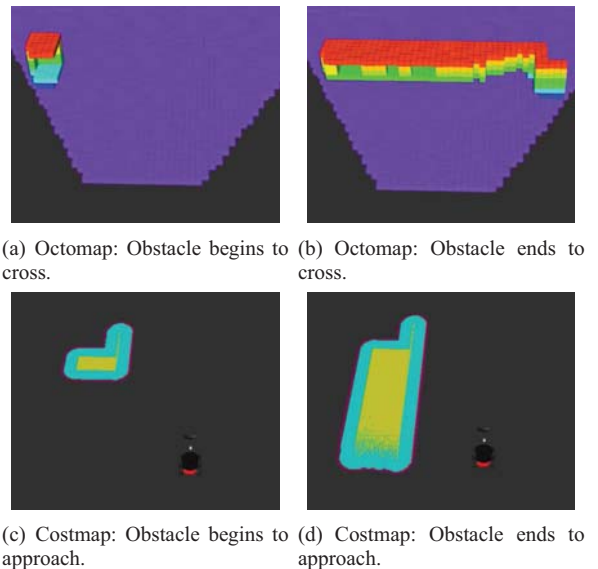 (a) Octomap: Obstacle begins to cross.
(b) Octomap: Obstacle ends to cross.
(c) Costmap: Obstacle begins to approach.
(d) Costmap: Obstacle ends to approach.